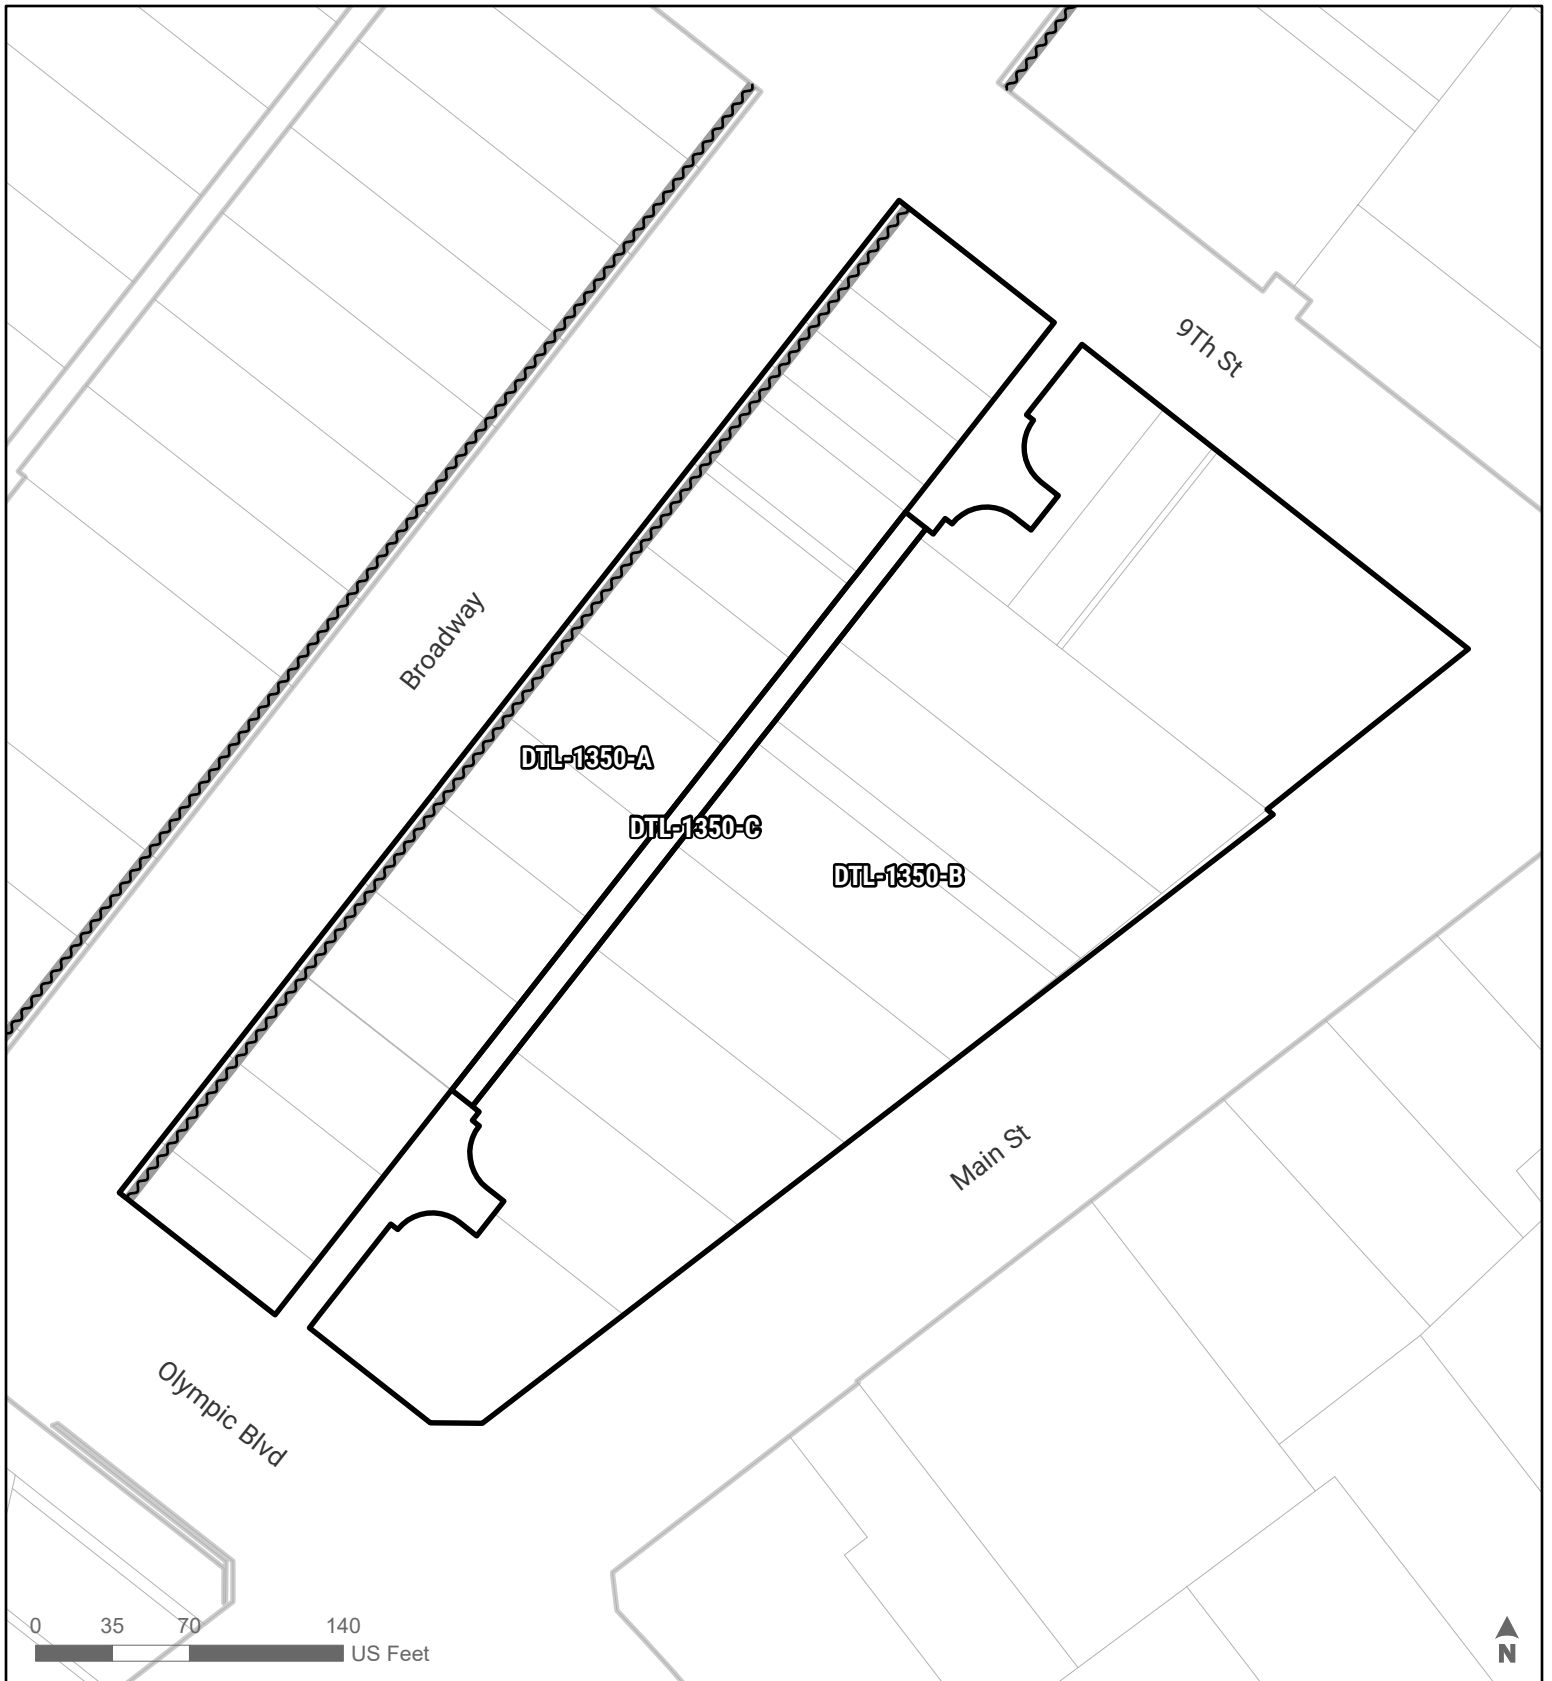 9Th St
Broadway
DTL-1350-A
DTL-1350-C
DTL-1350-B
Main St
Olympic Blvd
0 35 70 140
US Feet
N